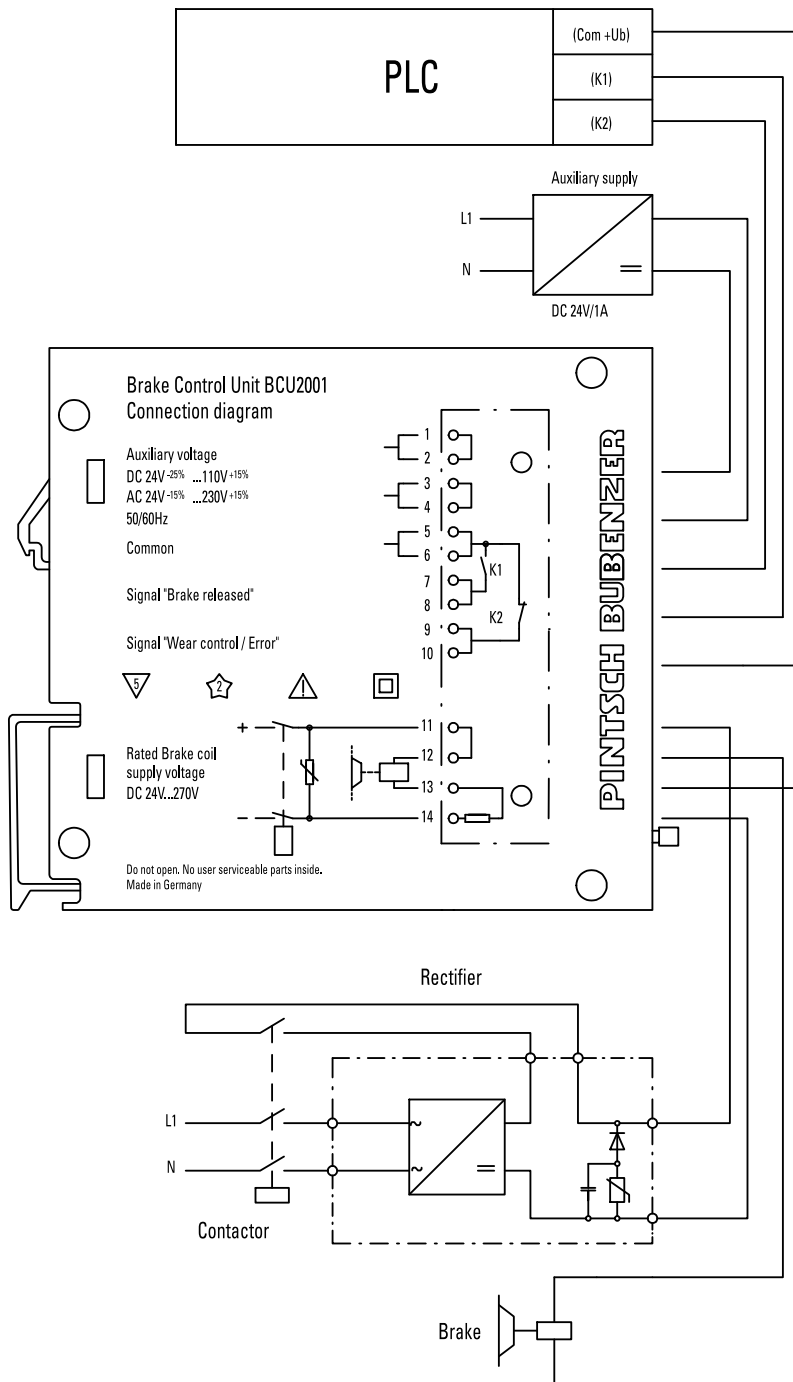 PLC
(Com +Ub)
(K1)
(K2)
Auxiliary supply
L1
N
DC 24V/1A
Brake Control Unit BCU2001
Connection diagram
Auxiliary voltage
DC 24V -25% ...110V +15%
AC 24V -15% ...230V +15%
50/60Hz
Common
Signal "Brake released"
Signal "Wear control / Error"
5
2
Rated Brake coil
supply voltage
DC 24V...270V
+
-
1
2
3
4
5
6
7
8
9
10
11
12
13
14
K1
K2
PINTSCH BUBENZER
Do not open. No user serviceable parts inside.
Made in Germany
Rectifier
L1
N
Contactor
Brake